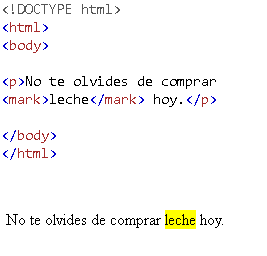 <!DOCTYPE html>
<html>
<body>
<p>No te olvides de comprar
<mark>leche</mark> hoy.</p>
</body>
</html>
No te olvides de comprar leche hoy.